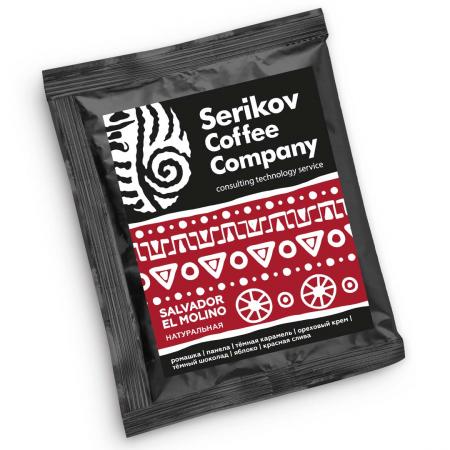 Serikov
Coffee
Company
consulting technology service
SALVADOR
EL MOLINO
НАТУРАЛЬНАЯ
ромашка | панела | тёмная карамель | ореховый крем |
тёмный шоколад | яблоко | красная слива